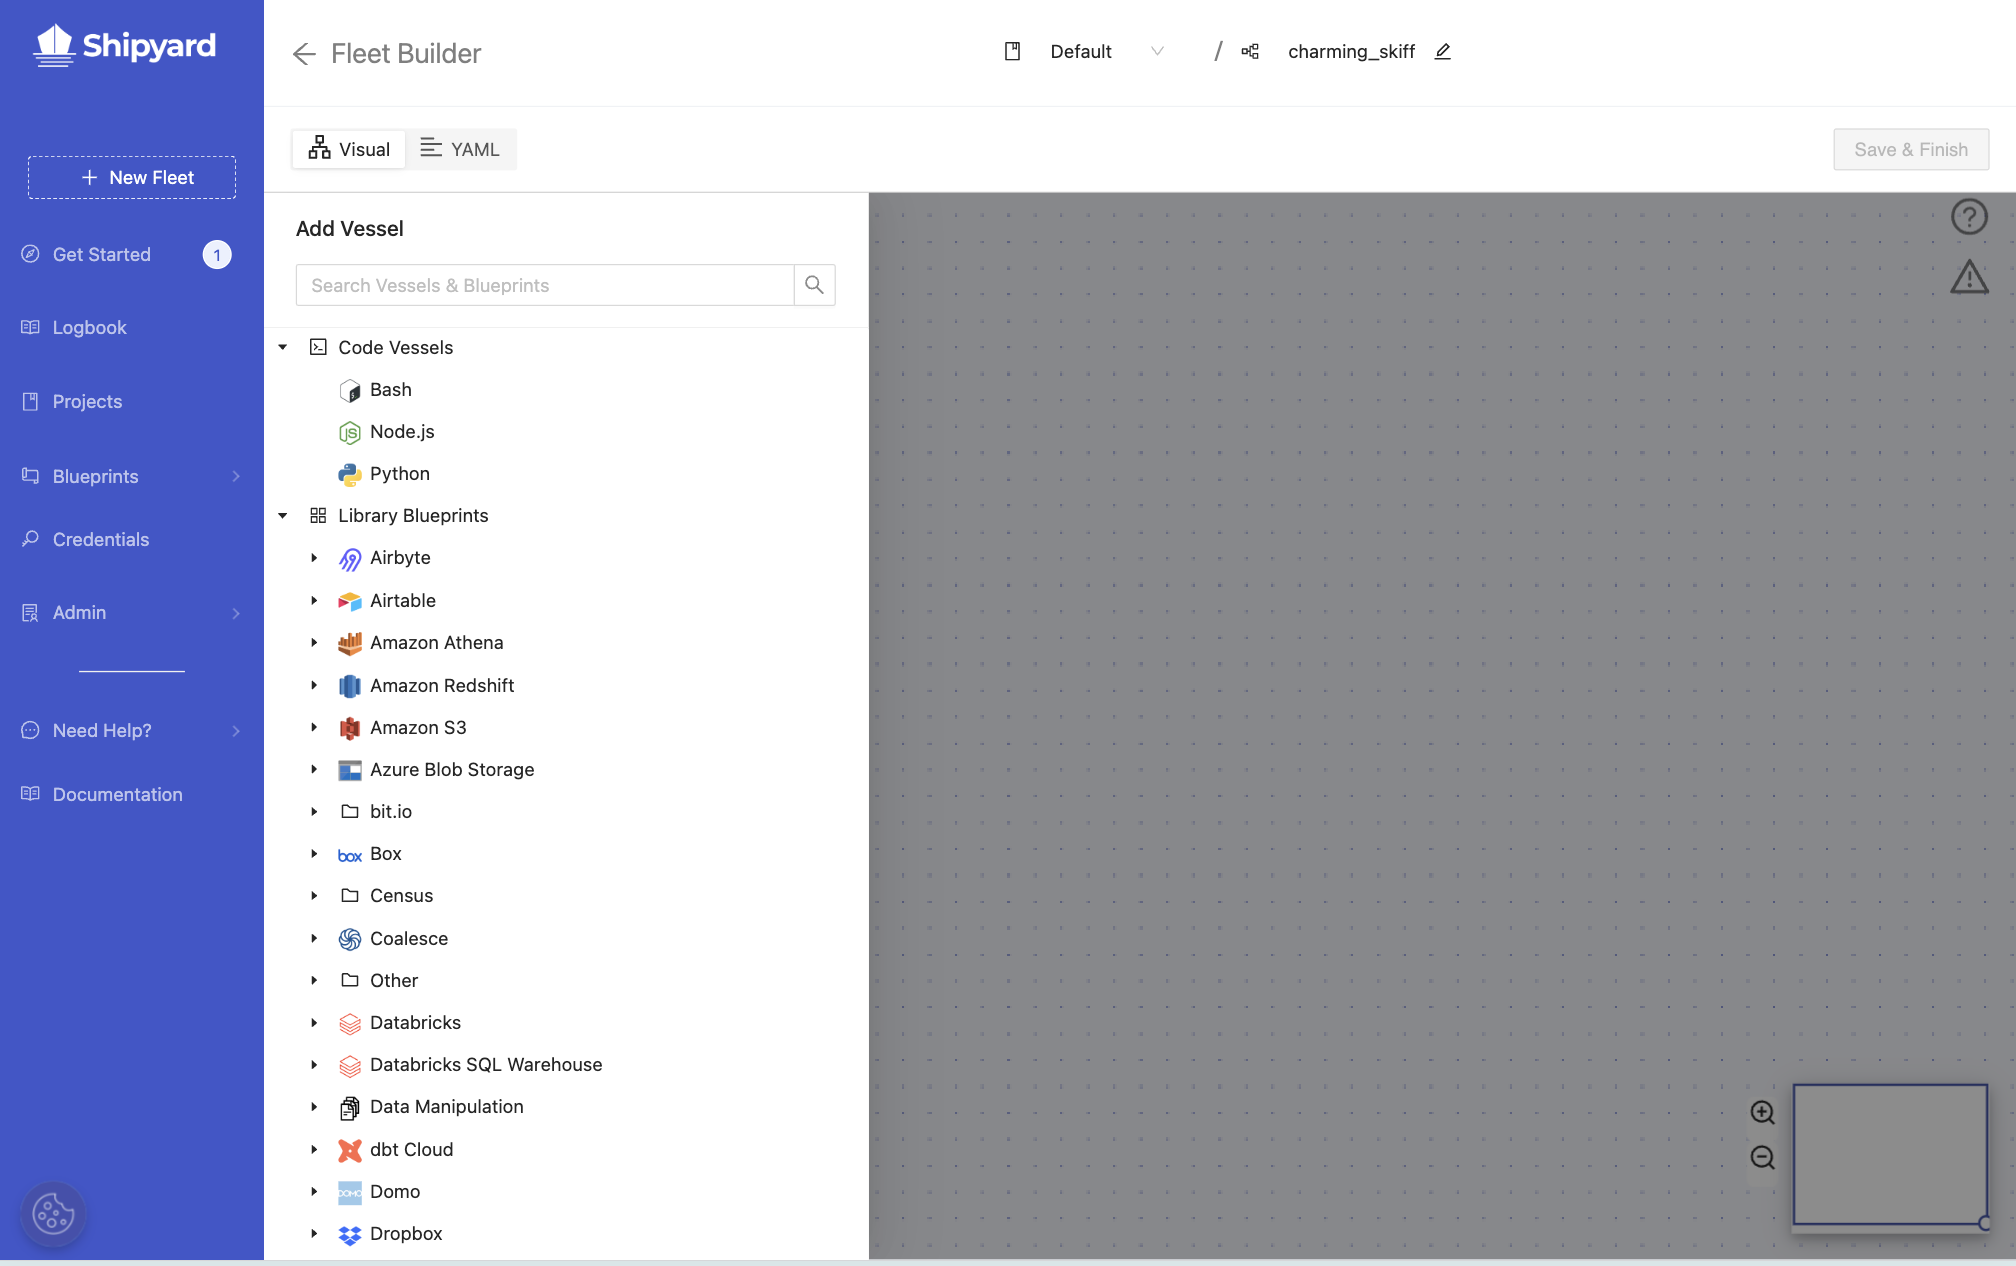 Shipyard
New Fleet
Get Started 1
Logbook
Projects
Blueprints
Credentials
Admin
Need Help?
Documentation
Fleet Builder
Default / charming_skiff
Visual YAML
Save & Finish
Add Vessel
Search Vessels & Blueprints
Code Vessels
Bash
JS Node.js
Python
Library Blueprints
Airbyte
Airtable
Amazon Athena
Amazon Redshift
Amazon S3
Azure Blob Storage
bit.io
box Box
Census
Coalesce
Other
Databricks
Databricks SQL Warehouse
Data Manipulation
dbt Cloud
DOMO Domo
Dropbox